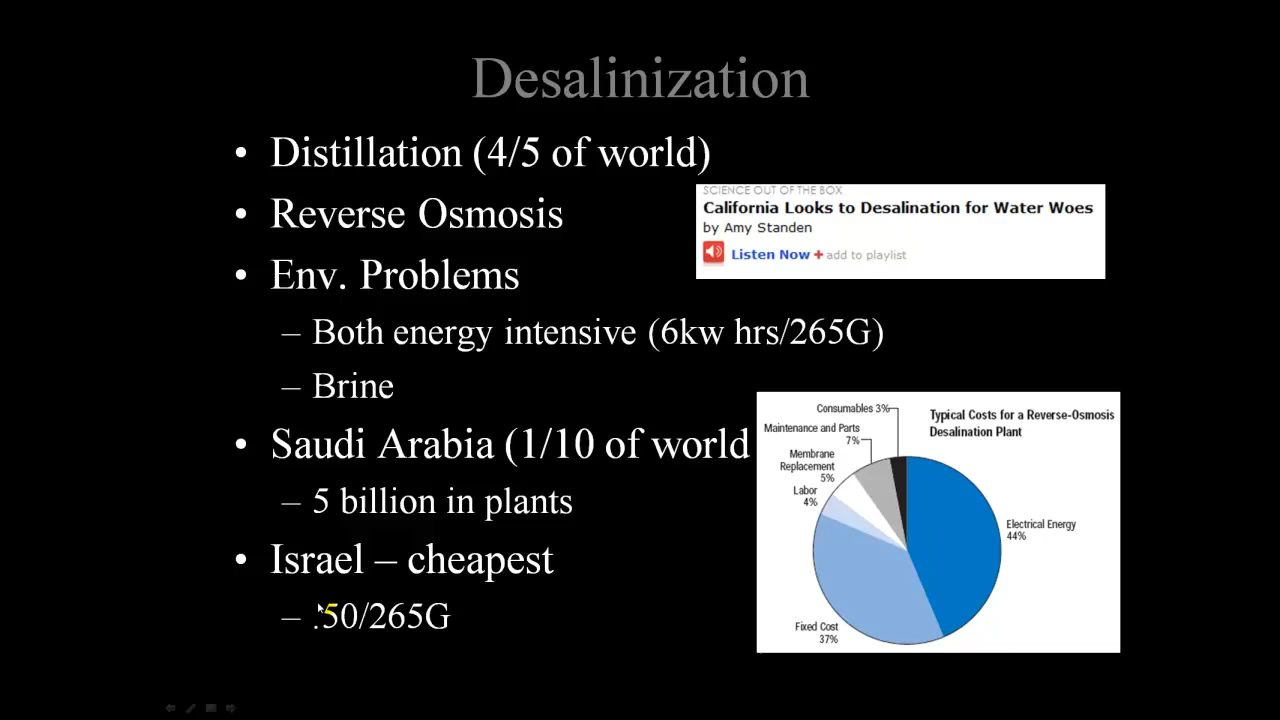 Desalinization
• Distillation (4/5 of world)
• Reverse Osmosis
• Env. Problems
– Both energy intensive (6kw hrs/265G)
– Brine
• Saudi Arabia (1/10 of world
– 5 billion in plants
• Israel – cheapest
– .50/265G
SCIENCE OUT OF THE BOX
California Looks to Desalination for Water Woes
by Amy Standen
Listen Now + add to playlist
Typical Costs for a Reverse-Osmosis
Desalination Plant
Consumables 3%
Maintenance and Parts
7%
Membrane
Replacement
5%
Labor
4%
Electrical Energy
44%
Fixed Cost
37%